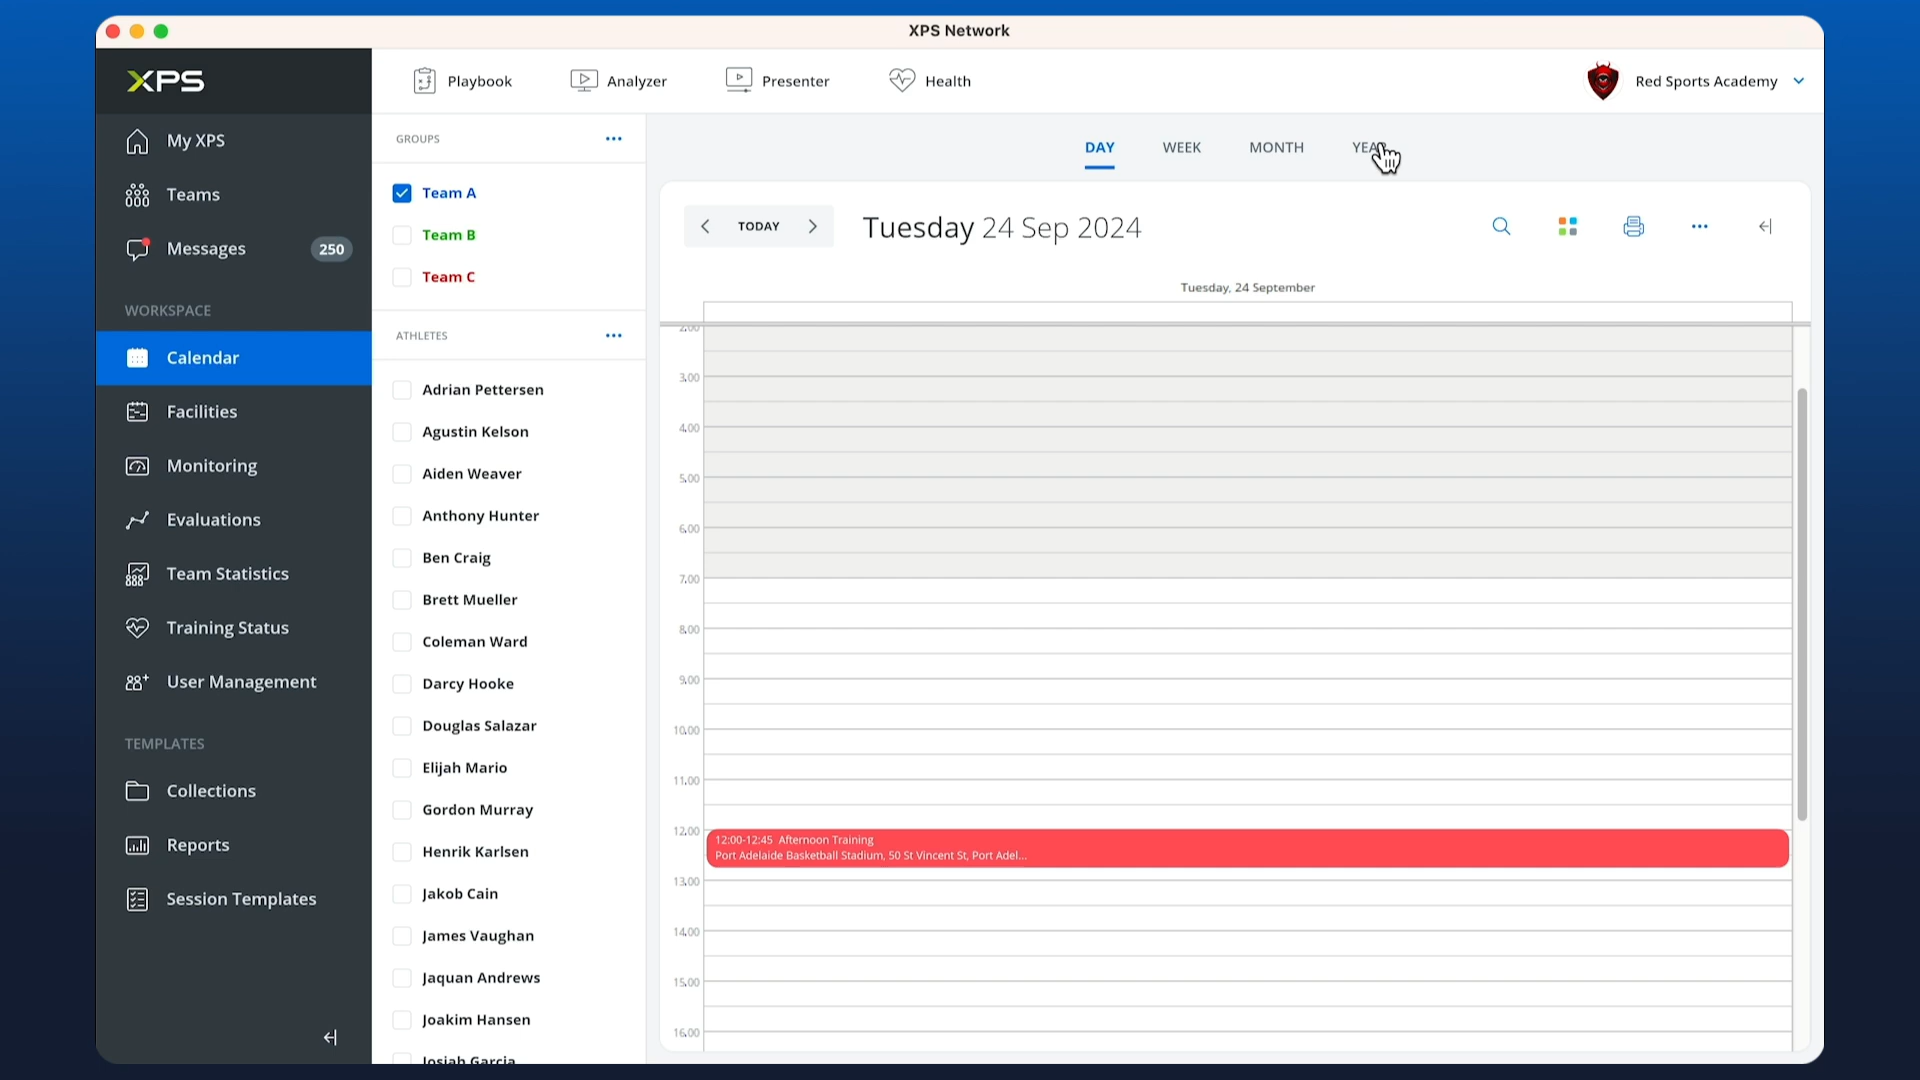 XPS Network
XPS
Playbook
Analyzer
Presenter
Health
Red Sports Academy
My XPS
Teams
Messages
250
WORKSPACE
Calendar
Facilities
Monitoring
Evaluations
Team Statistics
Training Status
User Management
TEMPLATES
Collections
Reports
Session Templates
GROUPS
Team A
Team B
Team C
ATHLETES
Adrian Pettersen
Agustin Kelson
Aiden Weaver
Anthony Hunter
Ben Craig
Brett Mueller
Coleman Ward
Darcy Hooke
Douglas Salazar
Elijah Mario
Gordon Murray
Henrik Karlsen
Jakob Cain
James Vaughan
Jaquan Andrews
Joakim Hansen
Josiah Garcia
DAY
WEEK
MONTH
YEAR
TODAY
Tuesday 24 Sep 2024
Tuesday, 24 September
2.00
3.00
4.00
5.00
6.00
7.00
8.00
9.00
10.00
11.00
12.00
12:00-12:45 Afternoon Training
Port Adelaide Basketball Stadium, 50 St Vincent St, Port Adel...
13.00
14.00
15.00
16.00